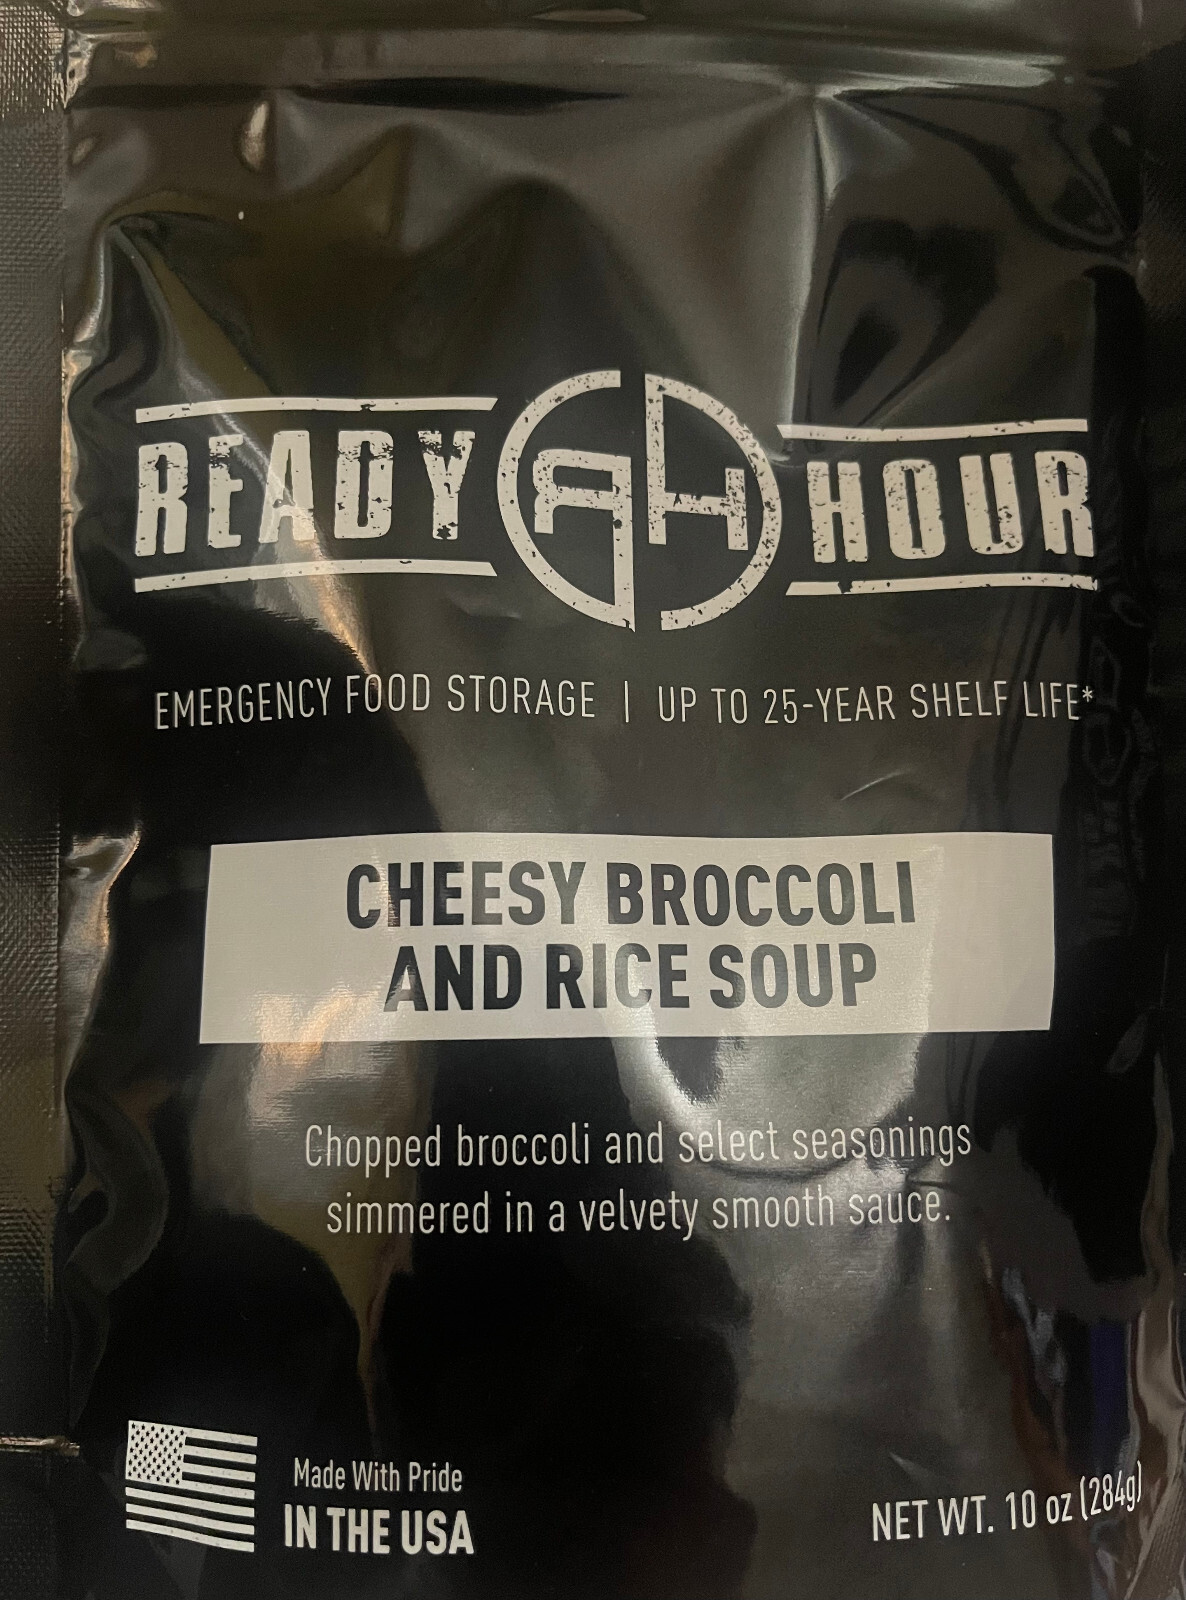 READY RH HOUR
EMERGENCY FOOD STORAGE | UP TO 25-YEAR SHELF LIFE*
CHEESY BROCCOLI
AND RICE SOUP
Chopped broccoli and select seasonings
simmered in a velvety smooth sauce.
Made With Pride
IN THE USA
NET WT. 10 oz (284g)